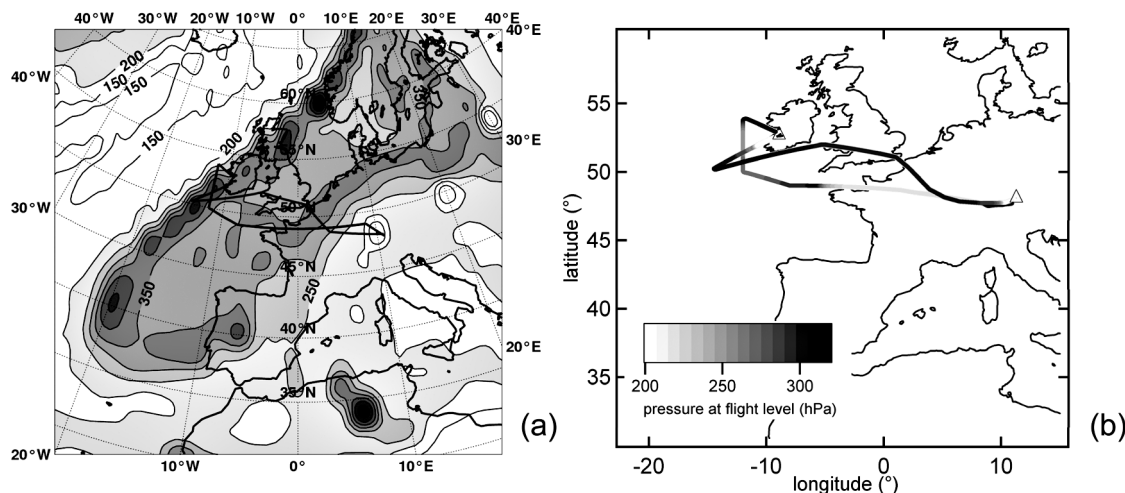 40°W 30°W 20°W 10°W 0°E 10°E 20°E 30°E 40°E
40°E
40°W
30°W
20°W
30°E
20°E
200
150
150
150
200
200
350
350
250
60°N
55°N
50°N
45°N
40°N
35°N
10°W 0° 10°E
(a)
55
50
45
40
35
latitude (°)
200 250 300
pressure at flight level (hPa)
-20 -10 0 10
longitude (°)
(b)